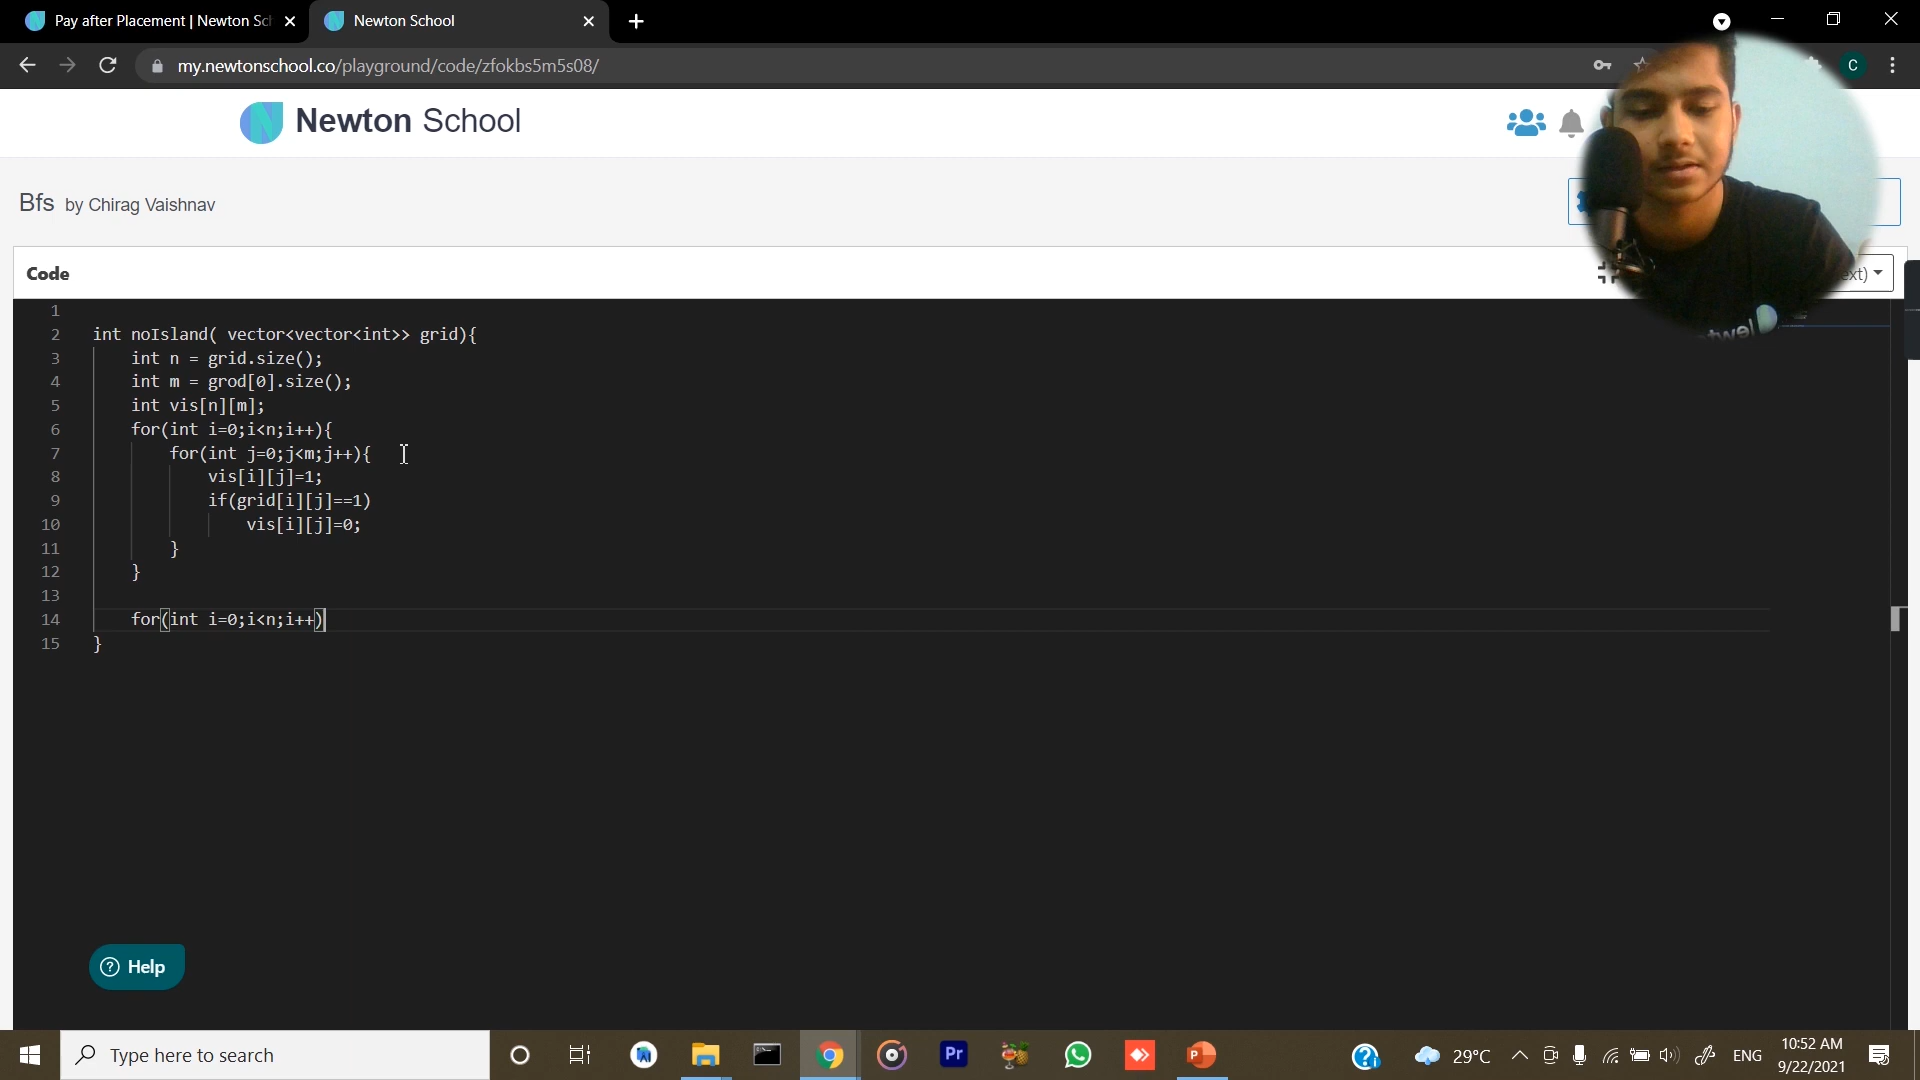 Pay after Placement | Newton Sch
Newton School
my.newtonschool.co/playground/code/zfokbs5m5s08/
C
Newton School
Bfs by Chirag Vaishnav
Code
ext)
1
2 int noIsland( vector<vector<int>> grid){
3 int n = grid.size();
4 int m = grod[0].size();
5 int vis[n][m];
6 for(int i=0;i<n;i++){
7 for(int j=0;j<m;j++){
8 vis[i][j]=1;
9 if(grid[i][j]==1)
10 vis[i][j]=0;
11 }
12 }
13
14 for(int i=0;i<n;i++)
15 }
Help
Type here to search
Pr
29°C
ENG
10:52 AM
9/22/2021